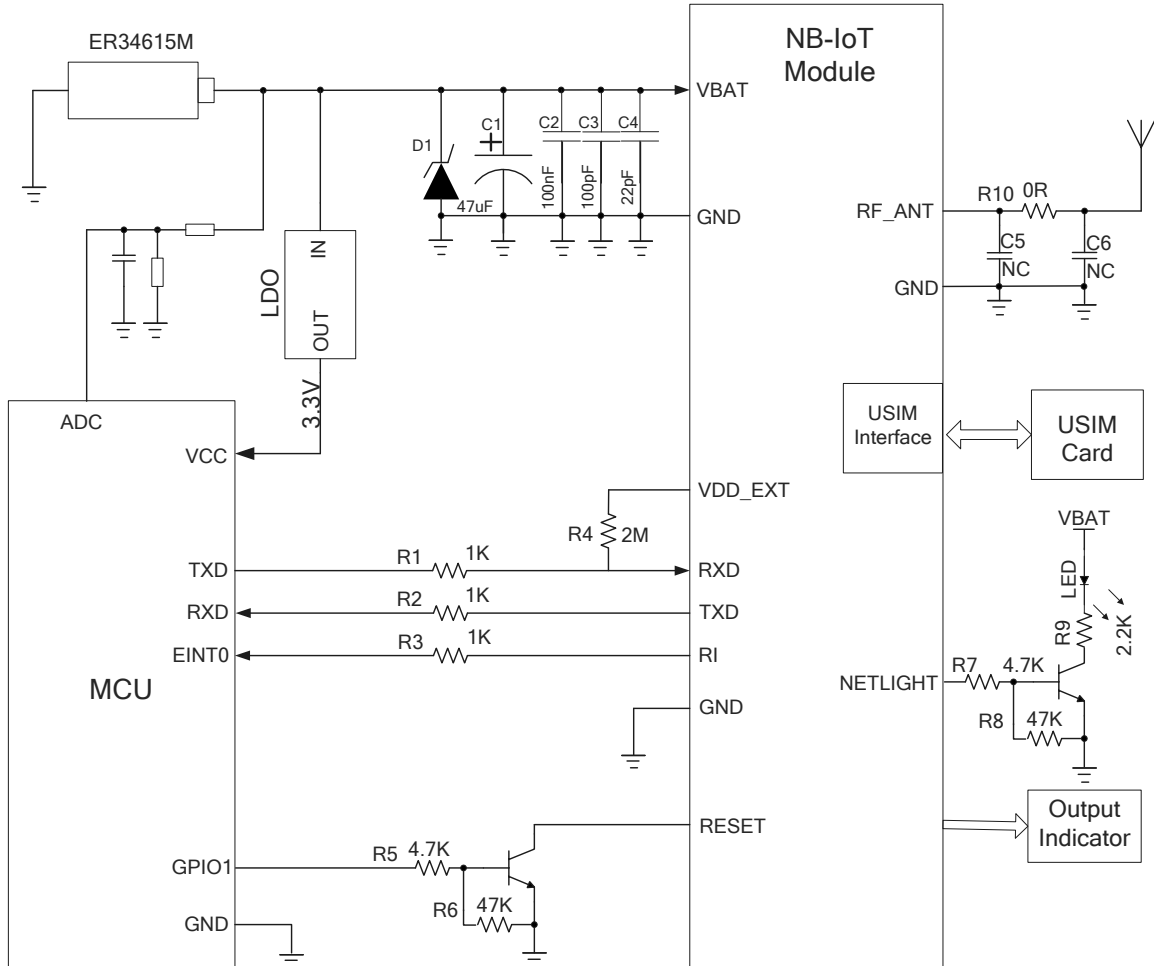 ER34615M
NB-IoT
Module
VBAT
D1
C1
47uF
C2
100nF
C3
100pF
C4
22pF
GND
RF_ANT
R10
0R
C5
NC
C6
NC
GND
LDO
IN
OUT
3.3V
ADC
VCC
USIM
Interface
USIM
Card
VDD_EXT
R4
2M
VBAT
LED
R9
2.2K
TXD
R1
1K
RXD
RXD
R2
1K
TXD
EINT0
R3
1K
RI
MCU
NETLIGHT
R7
4.7K
R8
47K
GND
RESET
Output
Indicator
GPIO1
R5
4.7K
R6
47K
GND